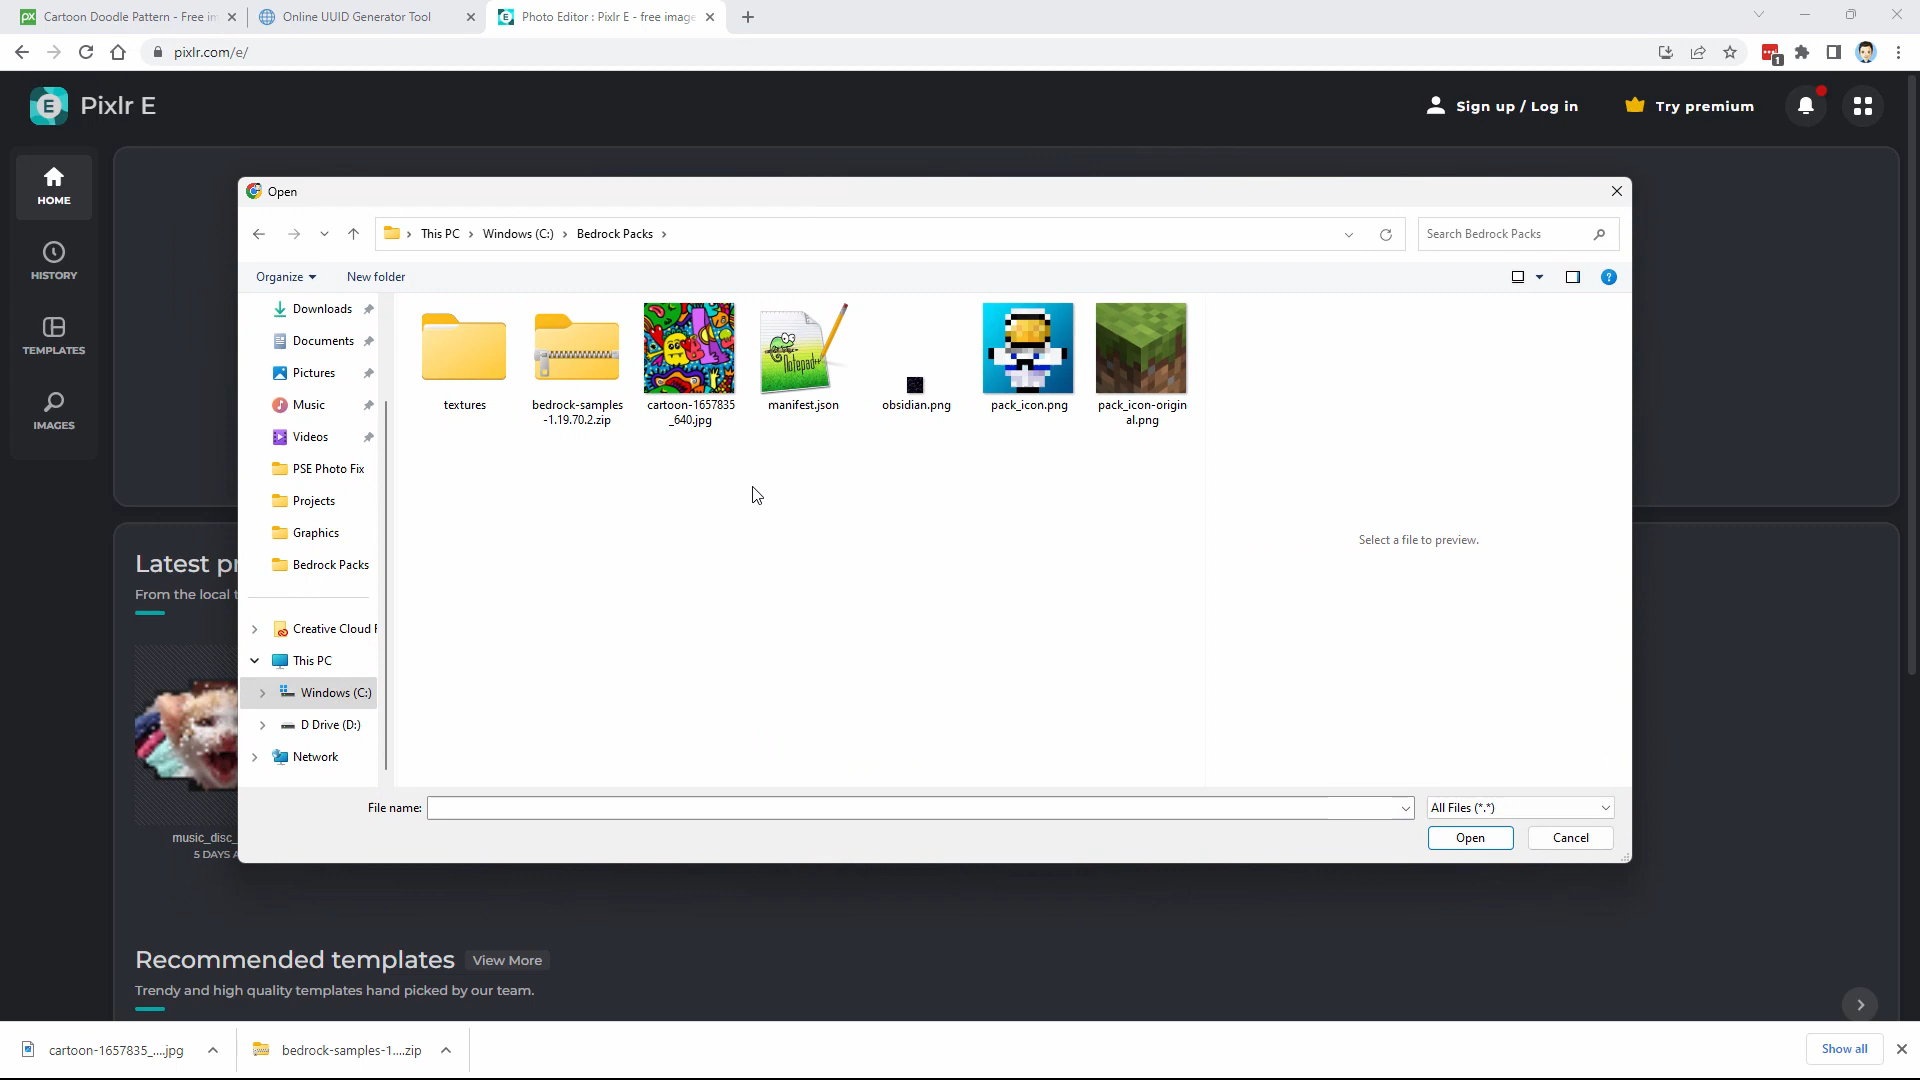 Cartoon Doodle Pattern - Free im
Online UUID Generator Tool
Photo Editor : Pixlr E - free image
pixlr.com/e/
1
E
Pixlr E
Sign up / Log in
Try premium
HOME
HISTORY
TEMPLATES
IMAGES
Open
This PC
Windows (C:)
Bedrock Packs
Search Bedrock Packs
Organize
New folder
Downloads
Documents
Pictures
Music
Videos
PSE Photo Fix
Projects
Graphics
Bedrock Packs
Creative Cloud F
This PC
Windows (C:)
D Drive (D:)
Network
textures
bedrock-samples
-1.19.70.2.zip
cartoon-1657835
_640.jpg
Notepad++
manifest.json
obsidian.png
pack_icon.png
pack_icon-origin
al.png
Select a file to preview.
File name:
All Files (*.*)
Open
Cancel
Latest pr
From the local t
music_disc_
5 DAYS A
Recommended templates
View More
Trendy and high quality templates hand picked by our team.
cartoon-1657835_....jpg
bedrock-samples-1....zip
Show all